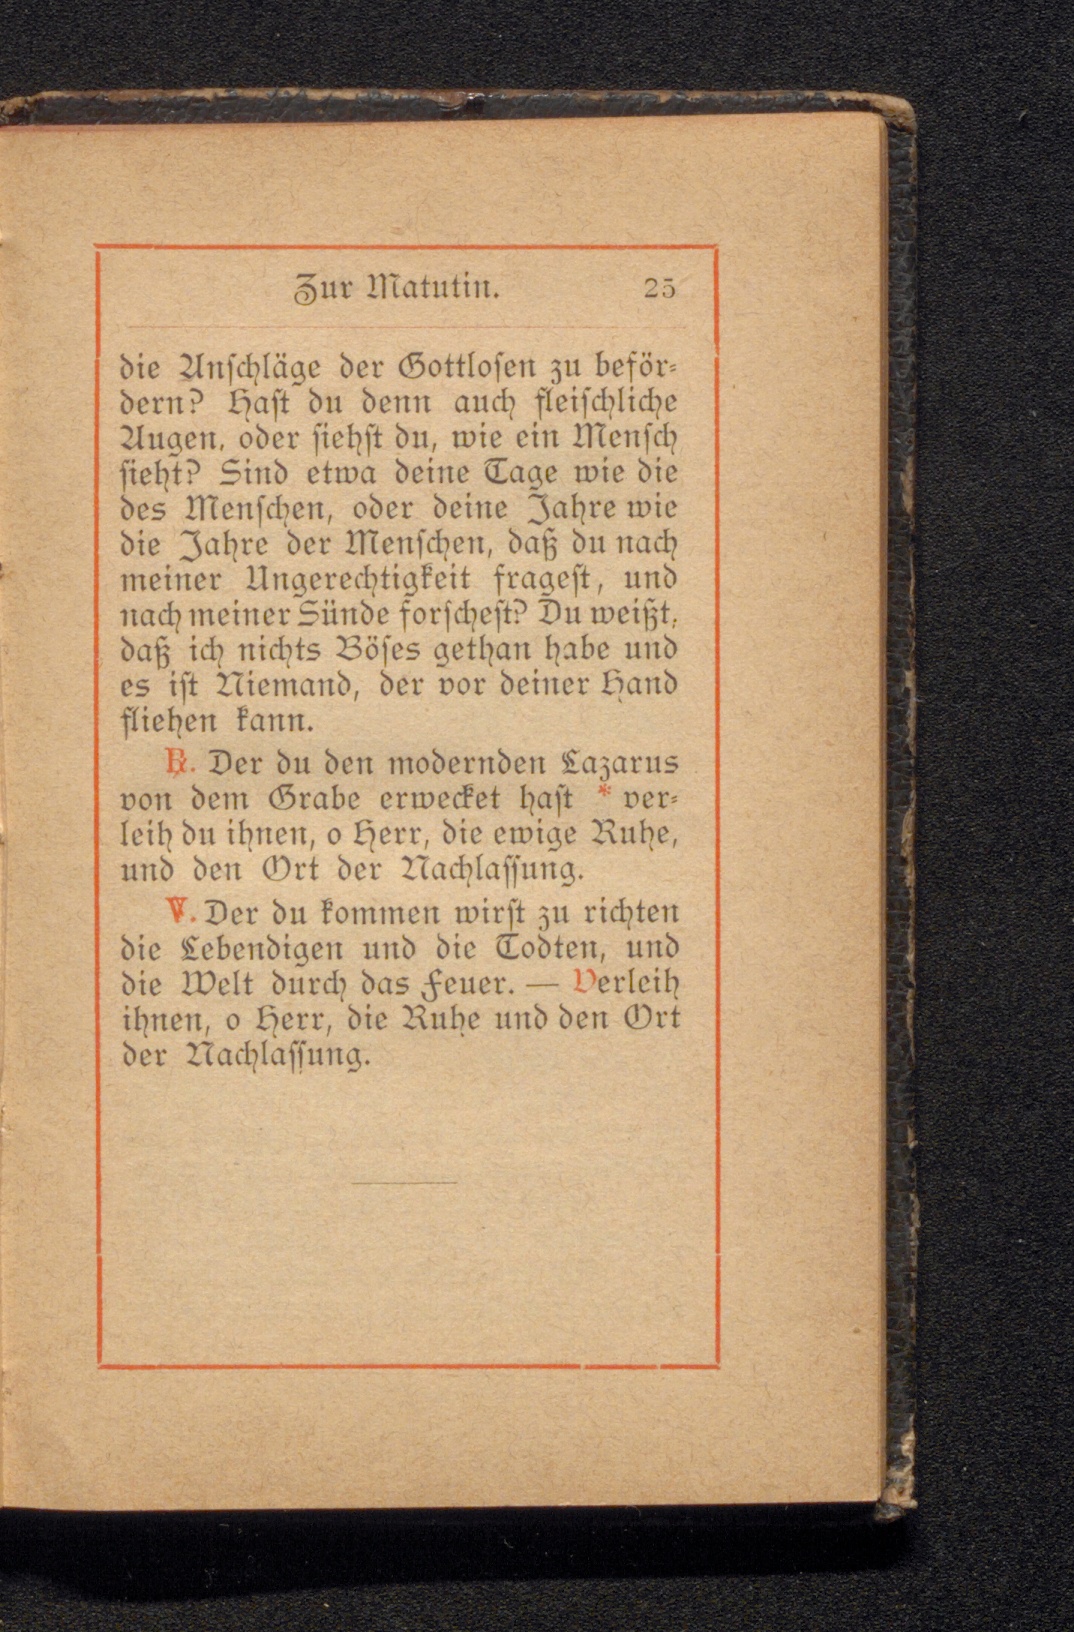 Zur Matutin. 25
die Anschläge der Gottlosen zu beför-
dern? Hast du denn auch fleischliche
Augen, oder siehst du, wie ein Mensch
sieht? Sind etwa deine Tage wie die
des Menschen, oder deine Jahre wie
die Jahre der Menschen, daß du nach
meiner Ungerechtigkeit fragest, und
nach meiner Sünde forschest? Du weißt,
daß ich nichts Böses gethan habe und
es ist Niemand, der vor deiner Hand
fliehen kann.
℟. Der du den modernden Lazarus
von dem Grabe erwecket hast * ver-
leih du ihnen, o Herr, die ewige Ruhe,
und den Ort der Nachlassung.
℣. Der du kommen wirst zu richten
die Lebendigen und die Todten, und
die Welt durch das Feuer. — Verleih
ihnen, o Herr, die Ruhe und den Ort
der Nachlassung.